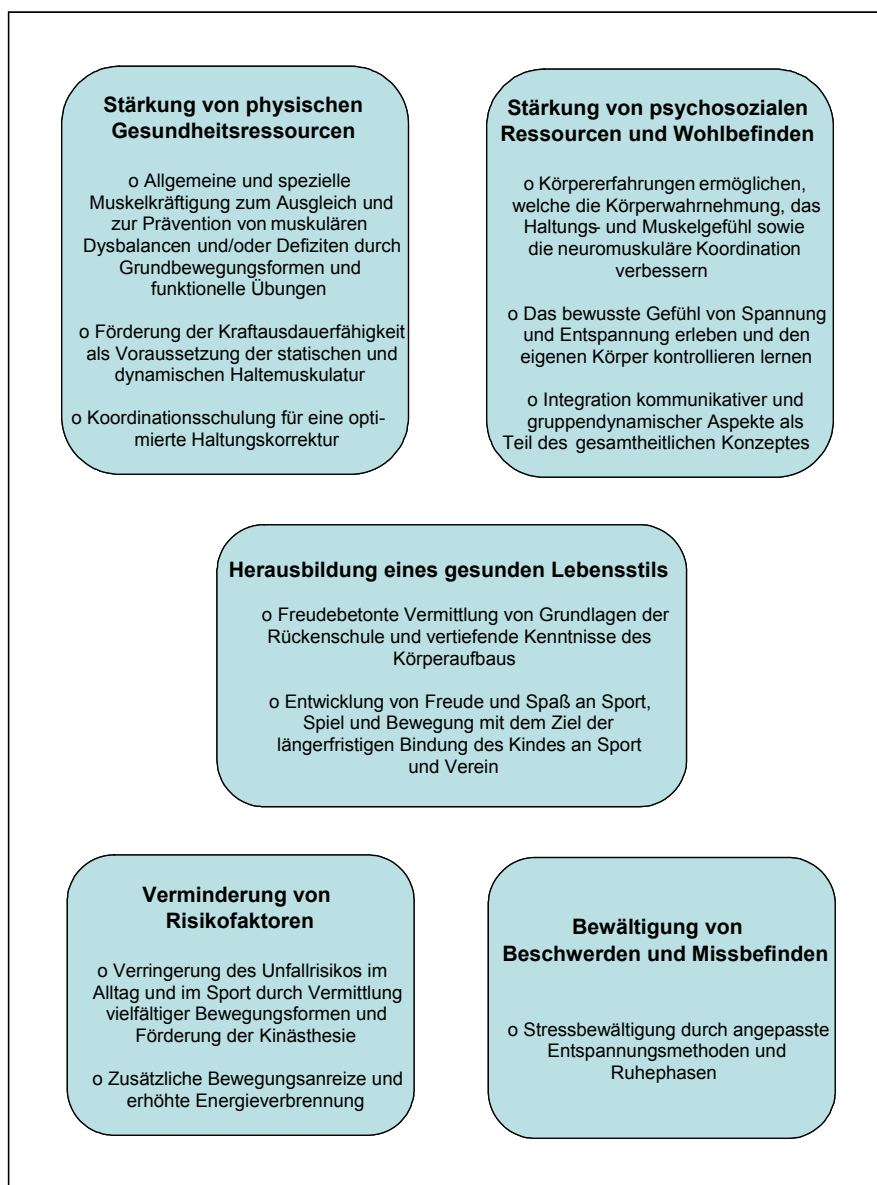 Stärkung von physischen
Gesundheitsressourcen
o Allgemeine und spezielle
Muskelkräftigung zum Ausgleich und
zur Prävention von muskulären
Dysbalancen und/oder Defiziten durch
Grundbewegungsformen und
funktionelle Übungen
o Förderung der Kraftausdauerfähigkeit
als Voraussetzung der statischen und
dynamischen Haltemuskulatur
o Koordinationsschulung für eine opti-
mierte Haltungskorrektur
Stärkung von psychosozialen
Ressourcen und Wohlbefinden
o Körpererfahrungen ermöglichen,
welche die Körperwahrnehmung, das
Haltungs- und Muskelgefühl sowie
die neuromuskuläre Koordination
verbessern
o Das bewusste Gefühl von Spannung
und Entspannung erleben und den
eigenen Körper kontrollieren lernen
o Integration kommunikativer und
gruppendynamischer Aspekte als
Teil des gesamtheitlichen Konzeptes
Herausbildung eines gesunden Lebensstils
o Freudebetonte Vermittlung von Grundlagen der
Rückenschule und vertiefende Kenntnisse des
Körperaufbaus
o Entwicklung von Freude und Spaß an Sport,
Spiel und Bewegung mit dem Ziel der
längerfristigen Bindung des Kindes an Sport
und Verein
Verminderung von
Risikofaktoren
o Verringerung des Unfallrisikos im
Alltag und im Sport durch Vermittlung
vielfältiger Bewegungsformen und
Förderung der Kinästhesie
o Zusätzliche Bewegungsanreize und
erhöhte Energieverbrennung
Bewältigung von
Beschwerden und Missbefinden
o Stressbewältigung durch angepasste
Entspannungsmethoden und
Ruhephasen